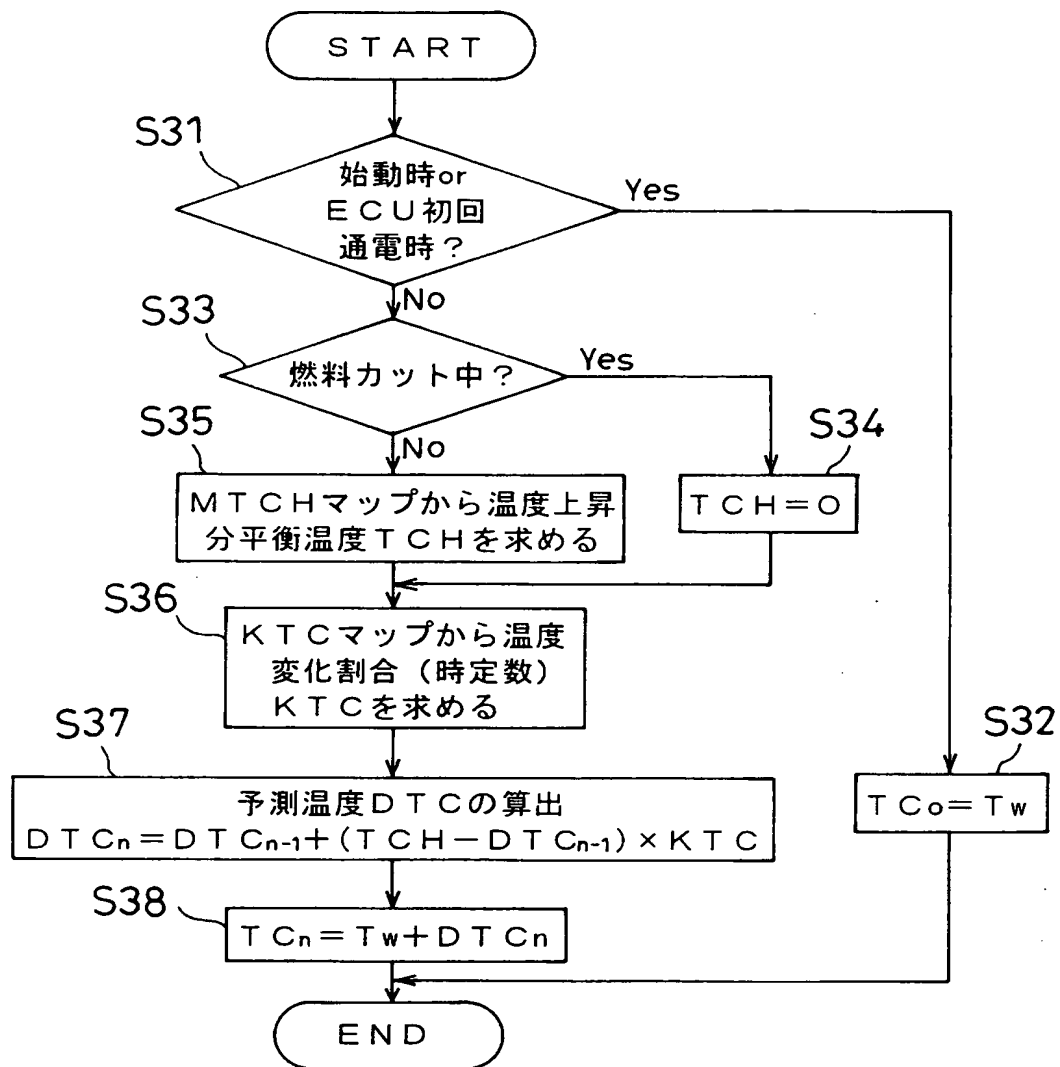 START
S31
始動時or
ECU初回
通電時?
Yes
No
S33
燃料カット中?
Yes
No
S35
MTCHマップから温度上昇
分平衡温度TCHを求める
S34
TCH=0
S36
KTCマップから温度
変化割合(時定数)
KTCを求める
S37
予測温度DTCの算出
DTCn=DTCn-1+(TCH-DTCn-1)×KTC
S32
TCo=Tw
S38
TCn=Tw+DTCn
END